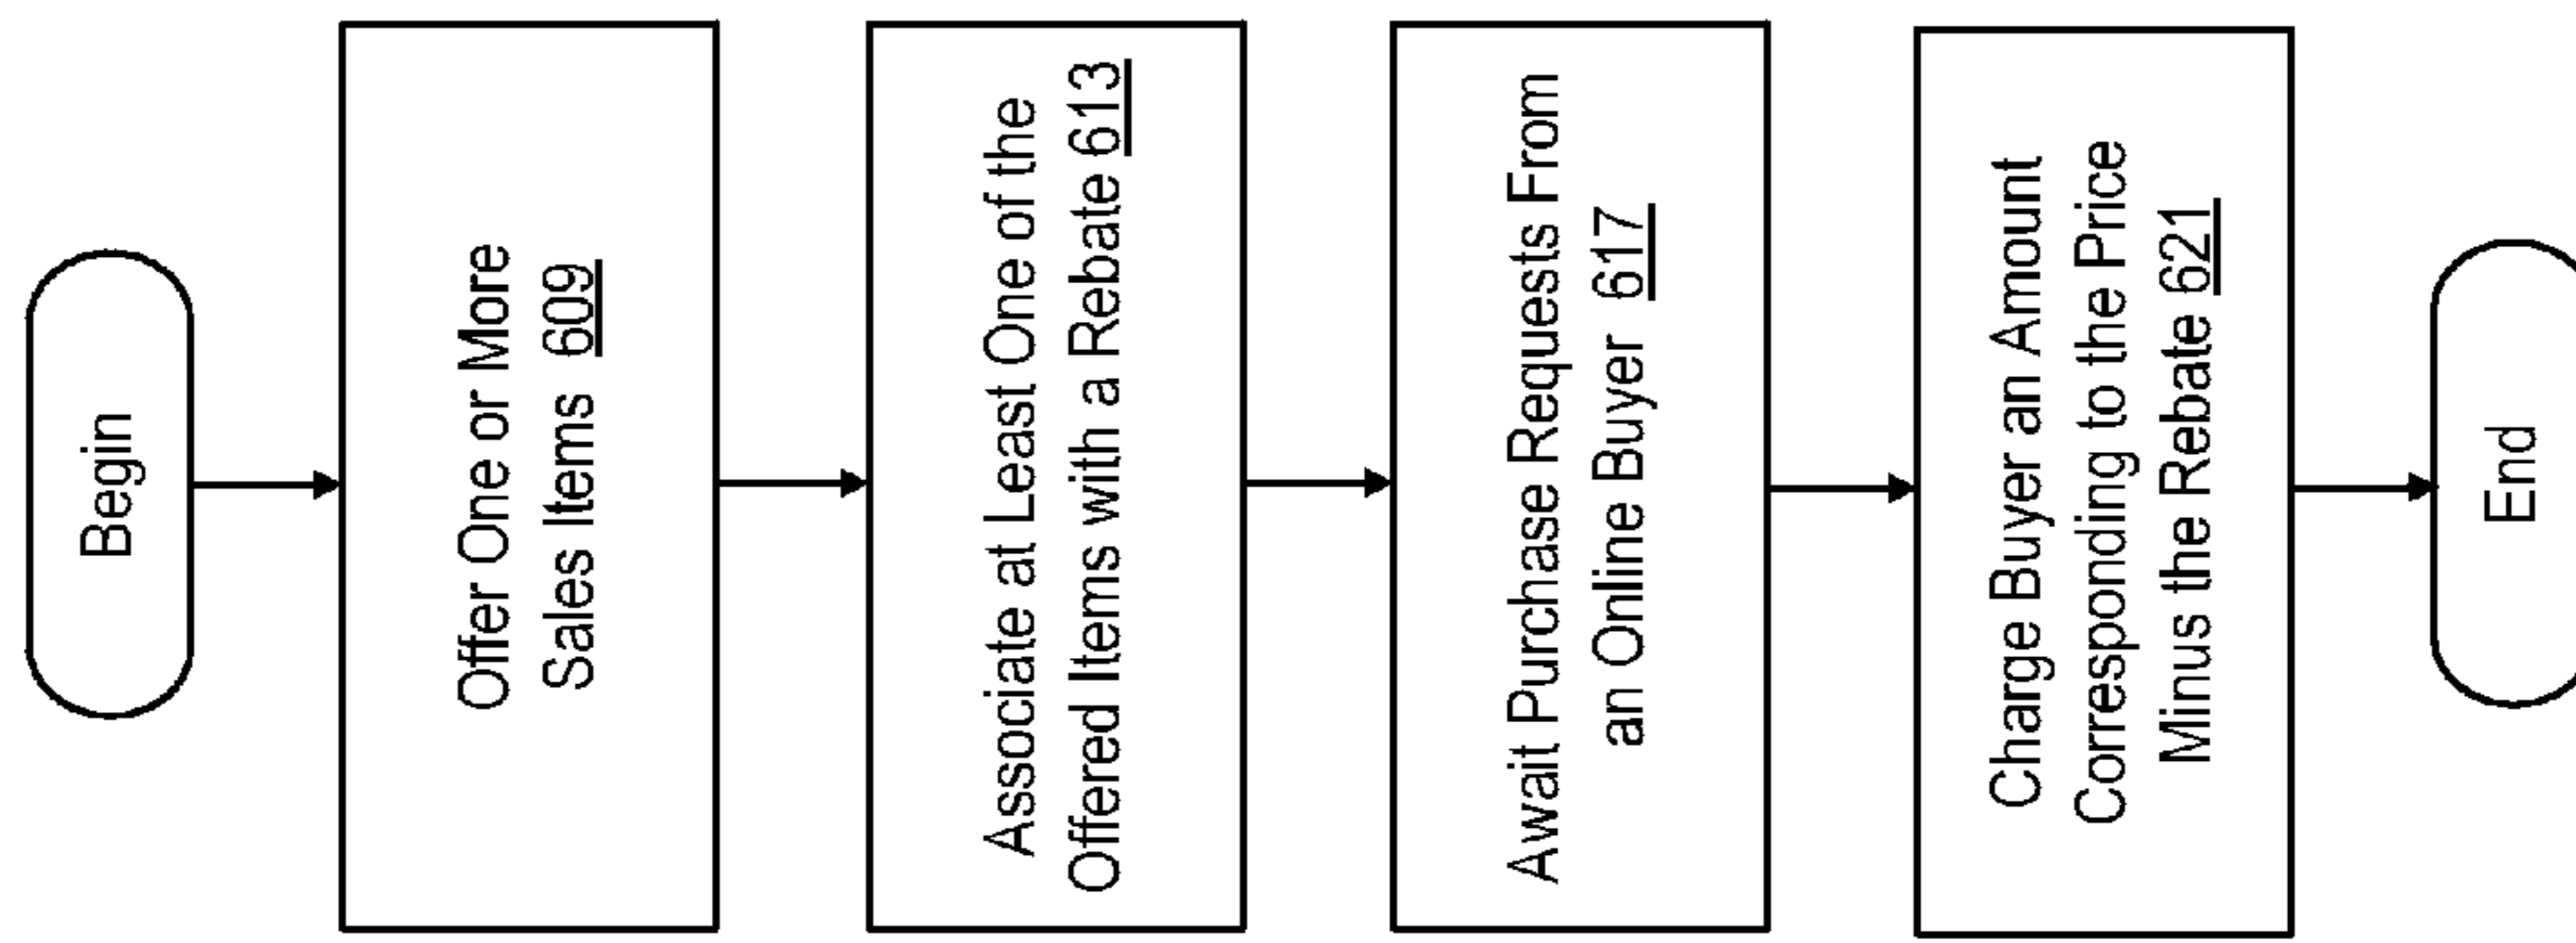 Begin
Offer One or More
Sales Items 609
Associate at Least One of the
Offered Items with a Rebate 613
Await Purchase Requests From
an Online Buyer 617
Charge Buyer an Amount
Corresponding to the Price
Minus the Rebate 621
End